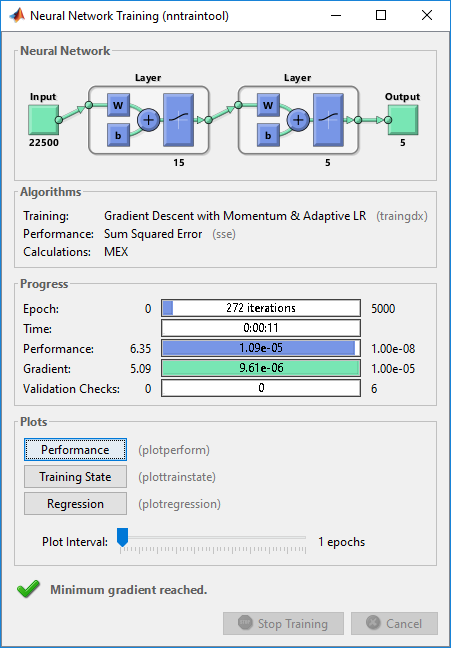 Neural Network Training (nntraintool)
Neural Network
Layer Layer
Input Output
W W
b b
+ +
22500 15 5 5
Algorithms
Training: Gradient Descent with Momentum & Adaptive LR (traingdx)
Performance: Sum Squared Error (sse)
Calculations: MEX
Progress
Epoch: 0 272 iterations 5000
Time: 0:00:11
Performance: 6.35 1.09e-05 1.00e-08
Gradient: 5.09 9.61e-06 1.00e-05
Validation Checks: 0 0 6
Plots
Performance (plotperform)
Training State (plottrainstate)
Regression (plotregression)
Plot Interval: 1 epochs
Minimum gradient reached.
Stop Training Cancel